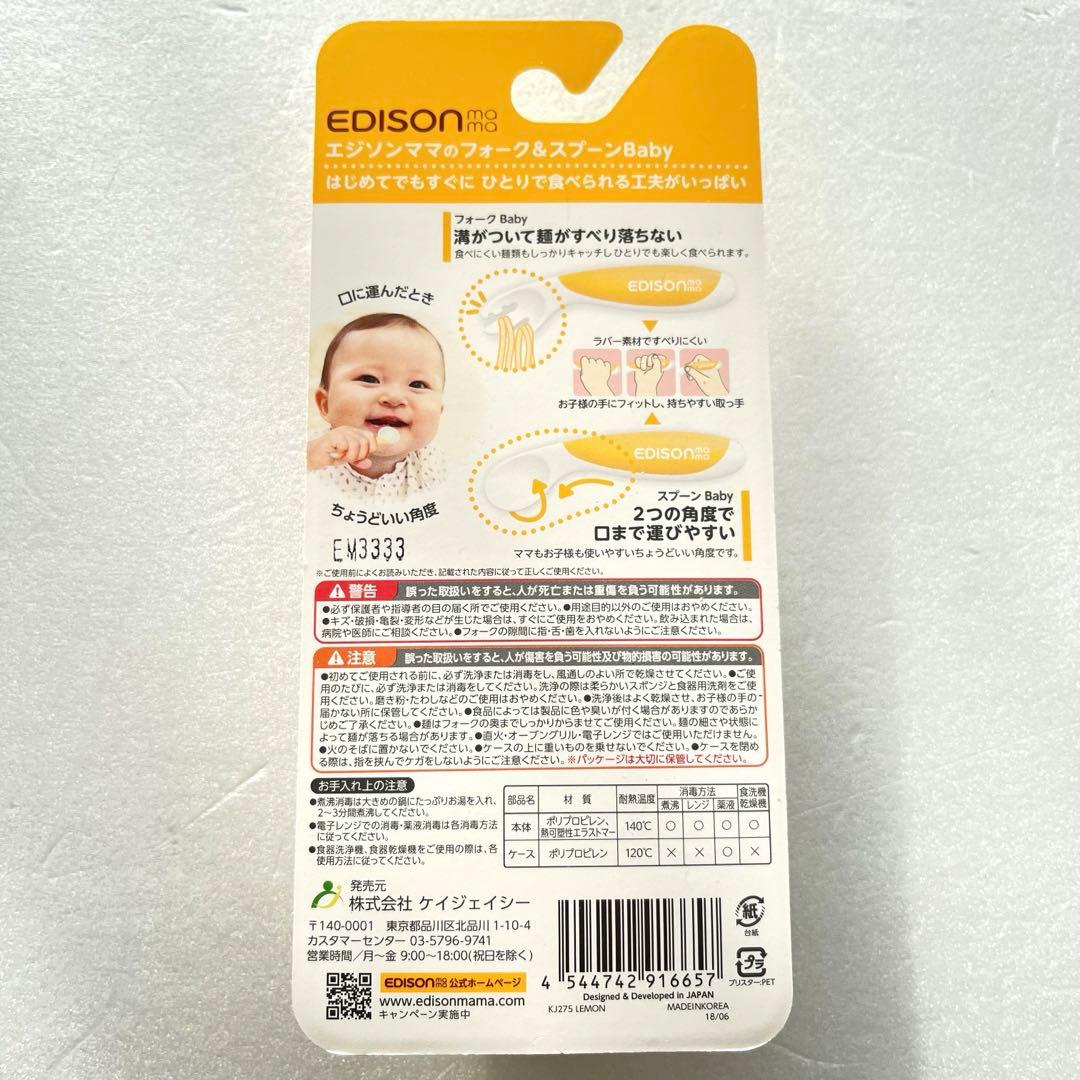 EDISONmama
エジソンママのフォーク&スプーンBaby
はじめてでもすぐに ひとりで食べられる工夫がいっぱい
フォーク Baby
溝がついて麺がすべり落ちない
食べにくい麺類もしっかりキャッチしひとりでも楽しく食べられます。
口に運んだとき
EDISONmama
ラバー素材ですべりにくい
お子様の手にフィットし、持ちやすい取っ手
EDISONmama
ちょうどいい角度
スプーン Baby
2つの角度で
口まで運びやすい
ママもお子様も使いやすいちょうどいい角度です。
EM3333
※ご使用前によくお読みいただき、記載された内容に従って正しくご使用ください。
警告 誤った取扱いをすると、人が死亡または重傷を負う可能性があります。
●必ず保護者や指導者の目の届く所でご使用ください。●用途目的以外のご使用はおやめください。
●キズ・破損・亀裂・変形などが生じた場合は、すぐにご使用をおやめください。飲み込まれた場合は、
病院や医師にご相談ください。●フォークの隙間に指・舌・歯を入れないようにご注意ください。
注意 誤った取扱いをすると、人が傷害を負う可能性及び物的損害の可能性があります。
●初めてご使用される前に、必ず洗浄または消毒をし、風通しのよい所で乾燥させてください。●ご使
用のたびに、必ず洗浄または消毒をしてください。洗浄の際は柔らかいスポンジと食器用洗剤をご使
用ください。磨き粉・たわしなどのご使用はおやめください。●洗浄後はよく乾燥させ、お子様の手の
届かない所に保管してください。●食品によっては製品に色や臭いが付く場合がありますのであらか
じめご了承ください。●麺はフォークの奥までしっかりからませてご使用ください。麺の細さや状態に
よって麺が落ちる場合があります。●直火・オーブングリル・電子レンジではご使用いただけません。
●火のそばに置かないでください。●ケースの上に重いものを乗せないでください。●ケースを閉め
る際は、指を挟んでケガをしないようにご注意ください。※パッケージは大切に保管してください。
お手入れ上の注意
●煮沸消毒は大きめの鍋にたっぷりお湯を入れ、
2〜3分間煮沸してください。
●電子レンジでの消毒・薬液消毒は各消毒方法
に従ってください。
●食器洗浄機、食器乾燥機をご使用の際は、各
使用方法に従ってください。
部品名 材 質 耐熱温度 消毒方法 食洗機
煮沸 レンジ 薬液 乾燥機
本体 ポリプロピレン、熱可塑性エラストマー 140℃ ○ ○ ○ ○
ケース ポリプロピレン 120℃ × × ○ ×
発売元
株式会社 ケイジェイシー
〒140-0001 東京都品川区北品川 1-10-4
カスタマーセンター 03-5796-9741
営業時間/月〜金 9:00〜18:00(祝日を除く)
EDISONmama 公式ホームページ
www.edisonmama.com
キャンペーン実施中
4 544742 916657
Designed & Developed in JAPAN
KJ275 LEMON MADEINKOREA
18/06
紙
台紙
プラ
ブリスター:PET